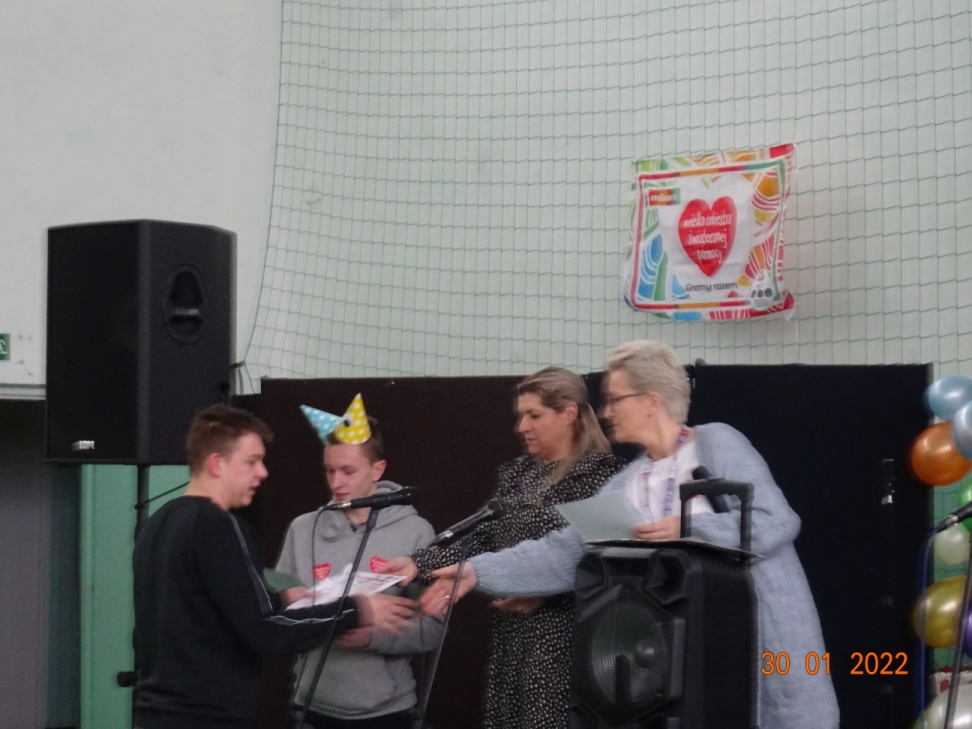 wielka orkiestra
świątecznej
pomocy
Gramy razem
30 01 2022